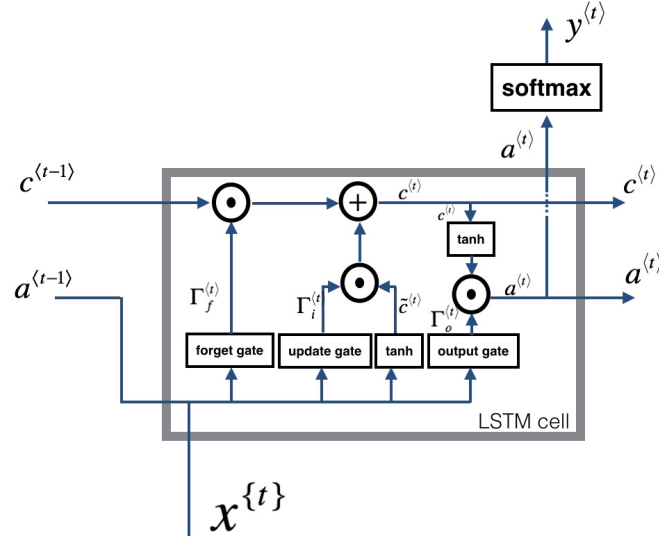 y⟨t⟩
softmax
a⟨t⟩
c⟨t−1⟩
c⟨t⟩
c⟨t⟩
c⟨t⟩
tanh
a⟨t−1⟩
Γf⟨t⟩
Γi⟨t⟩
c̃⟨t⟩
Γo⟨t⟩
a⟨t⟩
a⟨t⟩
forget gate
update gate
tanh
output gate
LSTM cell
x{t}